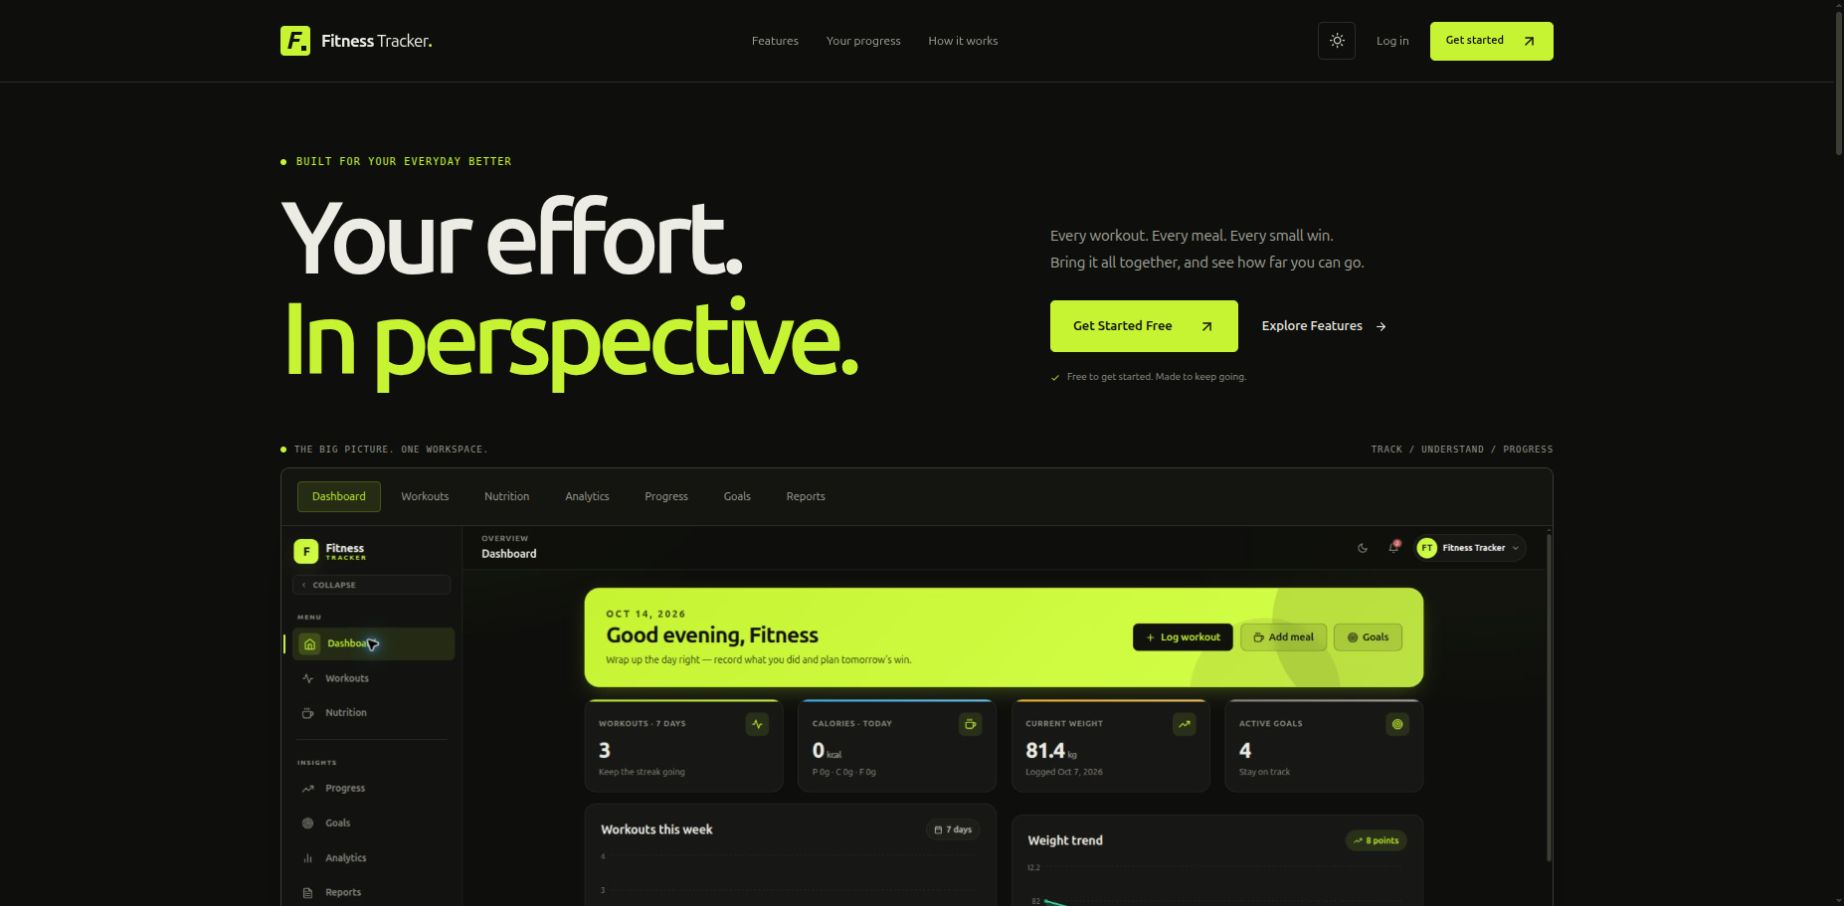 F. Fitness Tracker.
Features Your progress How it works
Log in Get started
BUILT FOR YOUR EVERYDAY BETTER
Your effort.
In perspective.
Every workout. Every meal. Every small win.
Bring it all together, and see how far you can go.
Get Started Free Explore Features
Free to get started. Made to keep going.
THE BIG PICTURE. ONE WORKSPACE.
TRACK / UNDERSTAND / PROGRESS
Dashboard Workouts Nutrition Analytics Progress Goals Reports
F Fitness
TRACKER
COLLAPSE
MENU
Dashboa
Workouts
Nutrition
INSIGHTS
Progress
Goals
Analytics
Reports
OVERVIEW
Dashboard
FT Fitness Tracker
OCT 14, 2026
Good evening, Fitness
Wrap up the day right — record what you did and plan tomorrow's win.
+ Log workout Add meal Goals
WORKOUTS · 7 DAYS
3
Keep the streak going
CALORIES · TODAY
0 kcal
P 0g · C 0g · F 0g
CURRENT WEIGHT
81.4 kg
Logged Oct 7, 2026
ACTIVE GOALS
4
Stay on track
Workouts this week
7 days
4
3
Weight trend
8 points
12.2
82